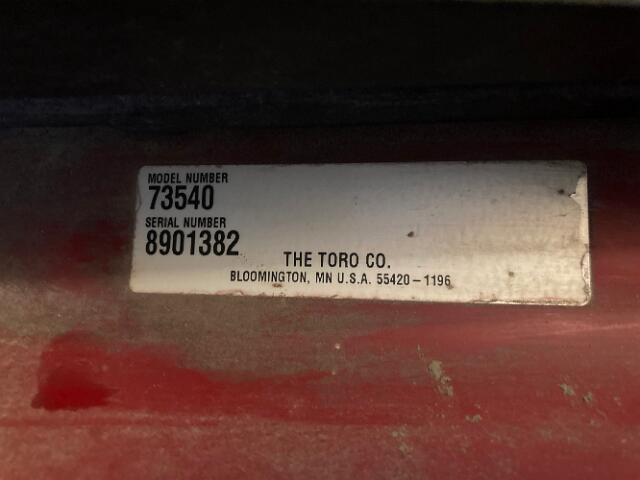 MODEL NUMBER
73540
SERIAL NUMBER
8901382
THE TORO CO.
BLOOMINGTON, MN U.S.A. 55420-1196